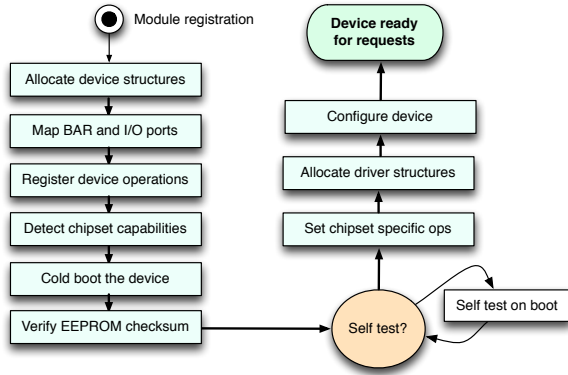 Module registration
Allocate device structures
Map BAR and I/O ports
Register device operations
Detect chipset capabilities
Cold boot the device
Verify EEPROM checksum
Self test?
Self test on boot
Set chipset specific ops
Allocate driver structures
Configure device
Device ready
for requests